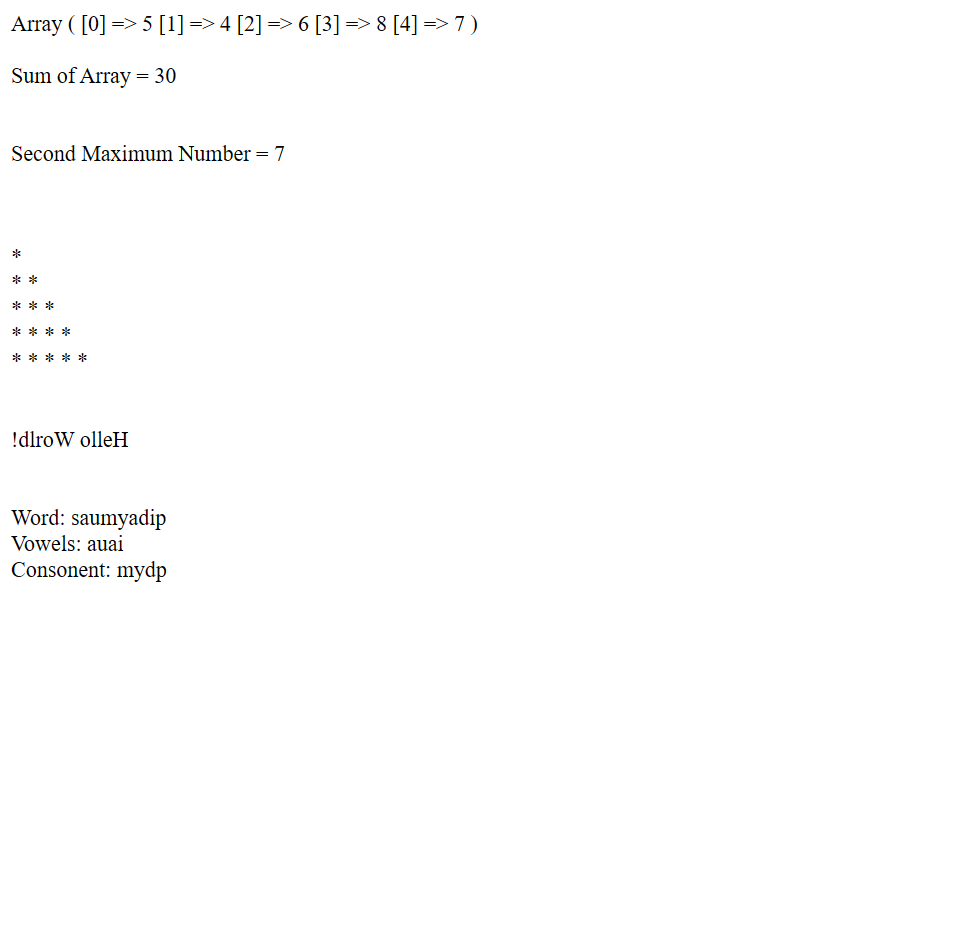 Array ( [0] => 5 [1] => 4 [2] => 6 [3] => 8 [4] => 7 )
Sum of Array = 30
Second Maximum Number = 7
*
* *
* * *
* * * *
* * * * *
!dlroW olleH
Word: saumyadip
Vowels: auai
Consonent: mydp